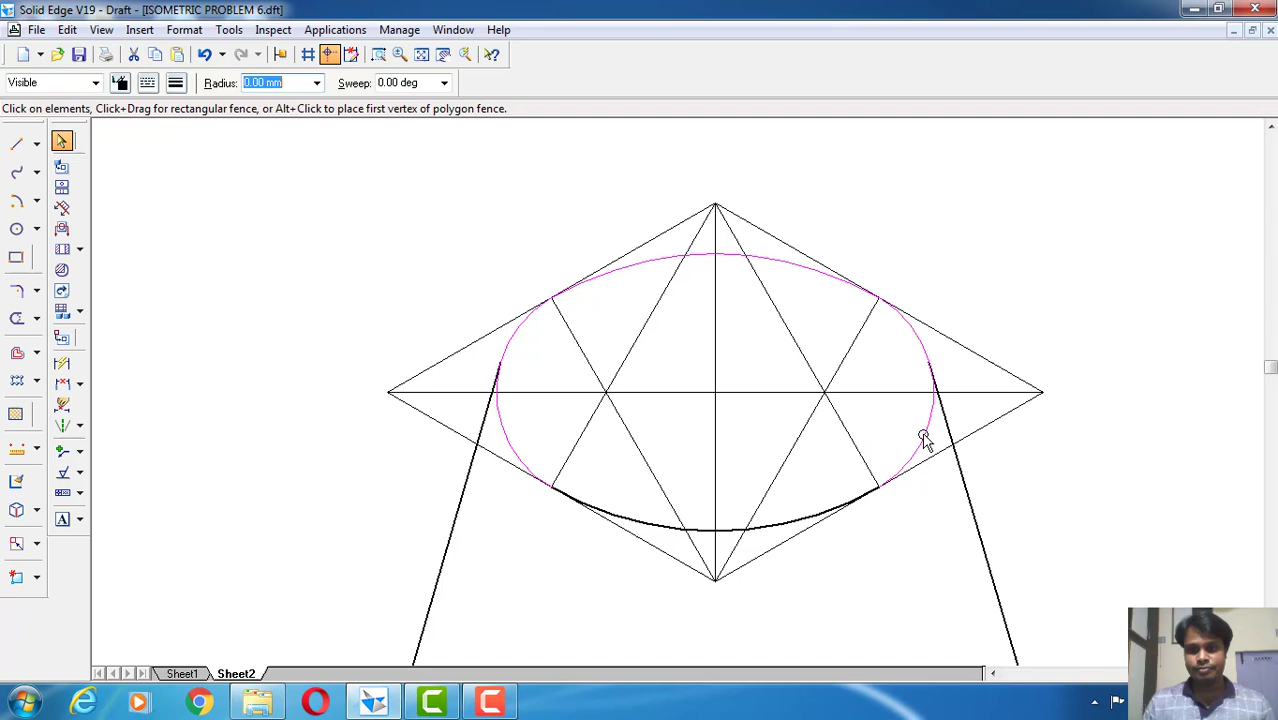 Solid Edge V19 - Draft - [ISOMETRIC PROBLEM 6.dft]
File Edit View Insert Format Tools Inspect Applications Manage Window Help
Visible Radius: 0.00 mm Sweep: 0.00 deg
Click on elements, Click+Drag for rectangular fence, or Alt+Click to place first vertex of polygon fence.
A
Sheet1 Sheet2